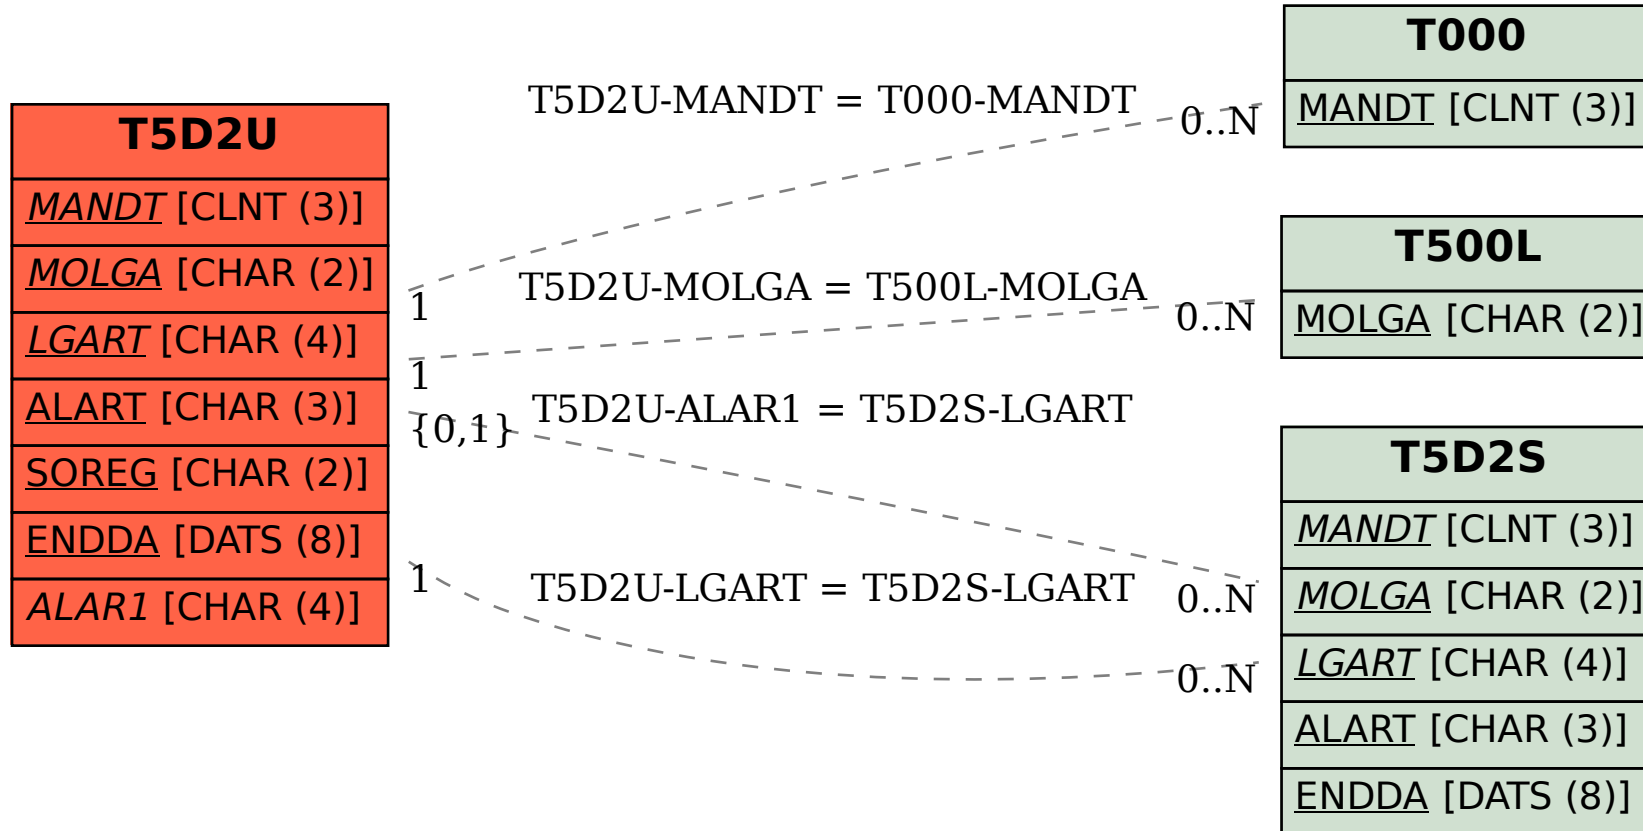 T5D2U
MANDT [CLNT (3)]
MOLGA [CHAR (2)]
LGART [CHAR (4)]
ALART [CHAR (3)]
SOREG [CHAR (2)]
ENDDA [DATS (8)]
ALAR1 [CHAR (4)]
T5D2U-MANDT = T000-MANDT
1
0..N
T5D2U-MOLGA = T500L-MOLGA
1
0..N
T5D2U-ALAR1 = T5D2S-LGART
{0,1}
0..N
T5D2U-LGART = T5D2S-LGART
1
0..N
T000
MANDT [CLNT (3)]
T500L
MOLGA [CHAR (2)]
T5D2S
MANDT [CLNT (3)]
MOLGA [CHAR (2)]
LGART [CHAR (4)]
ALART [CHAR (3)]
ENDDA [DATS (8)]